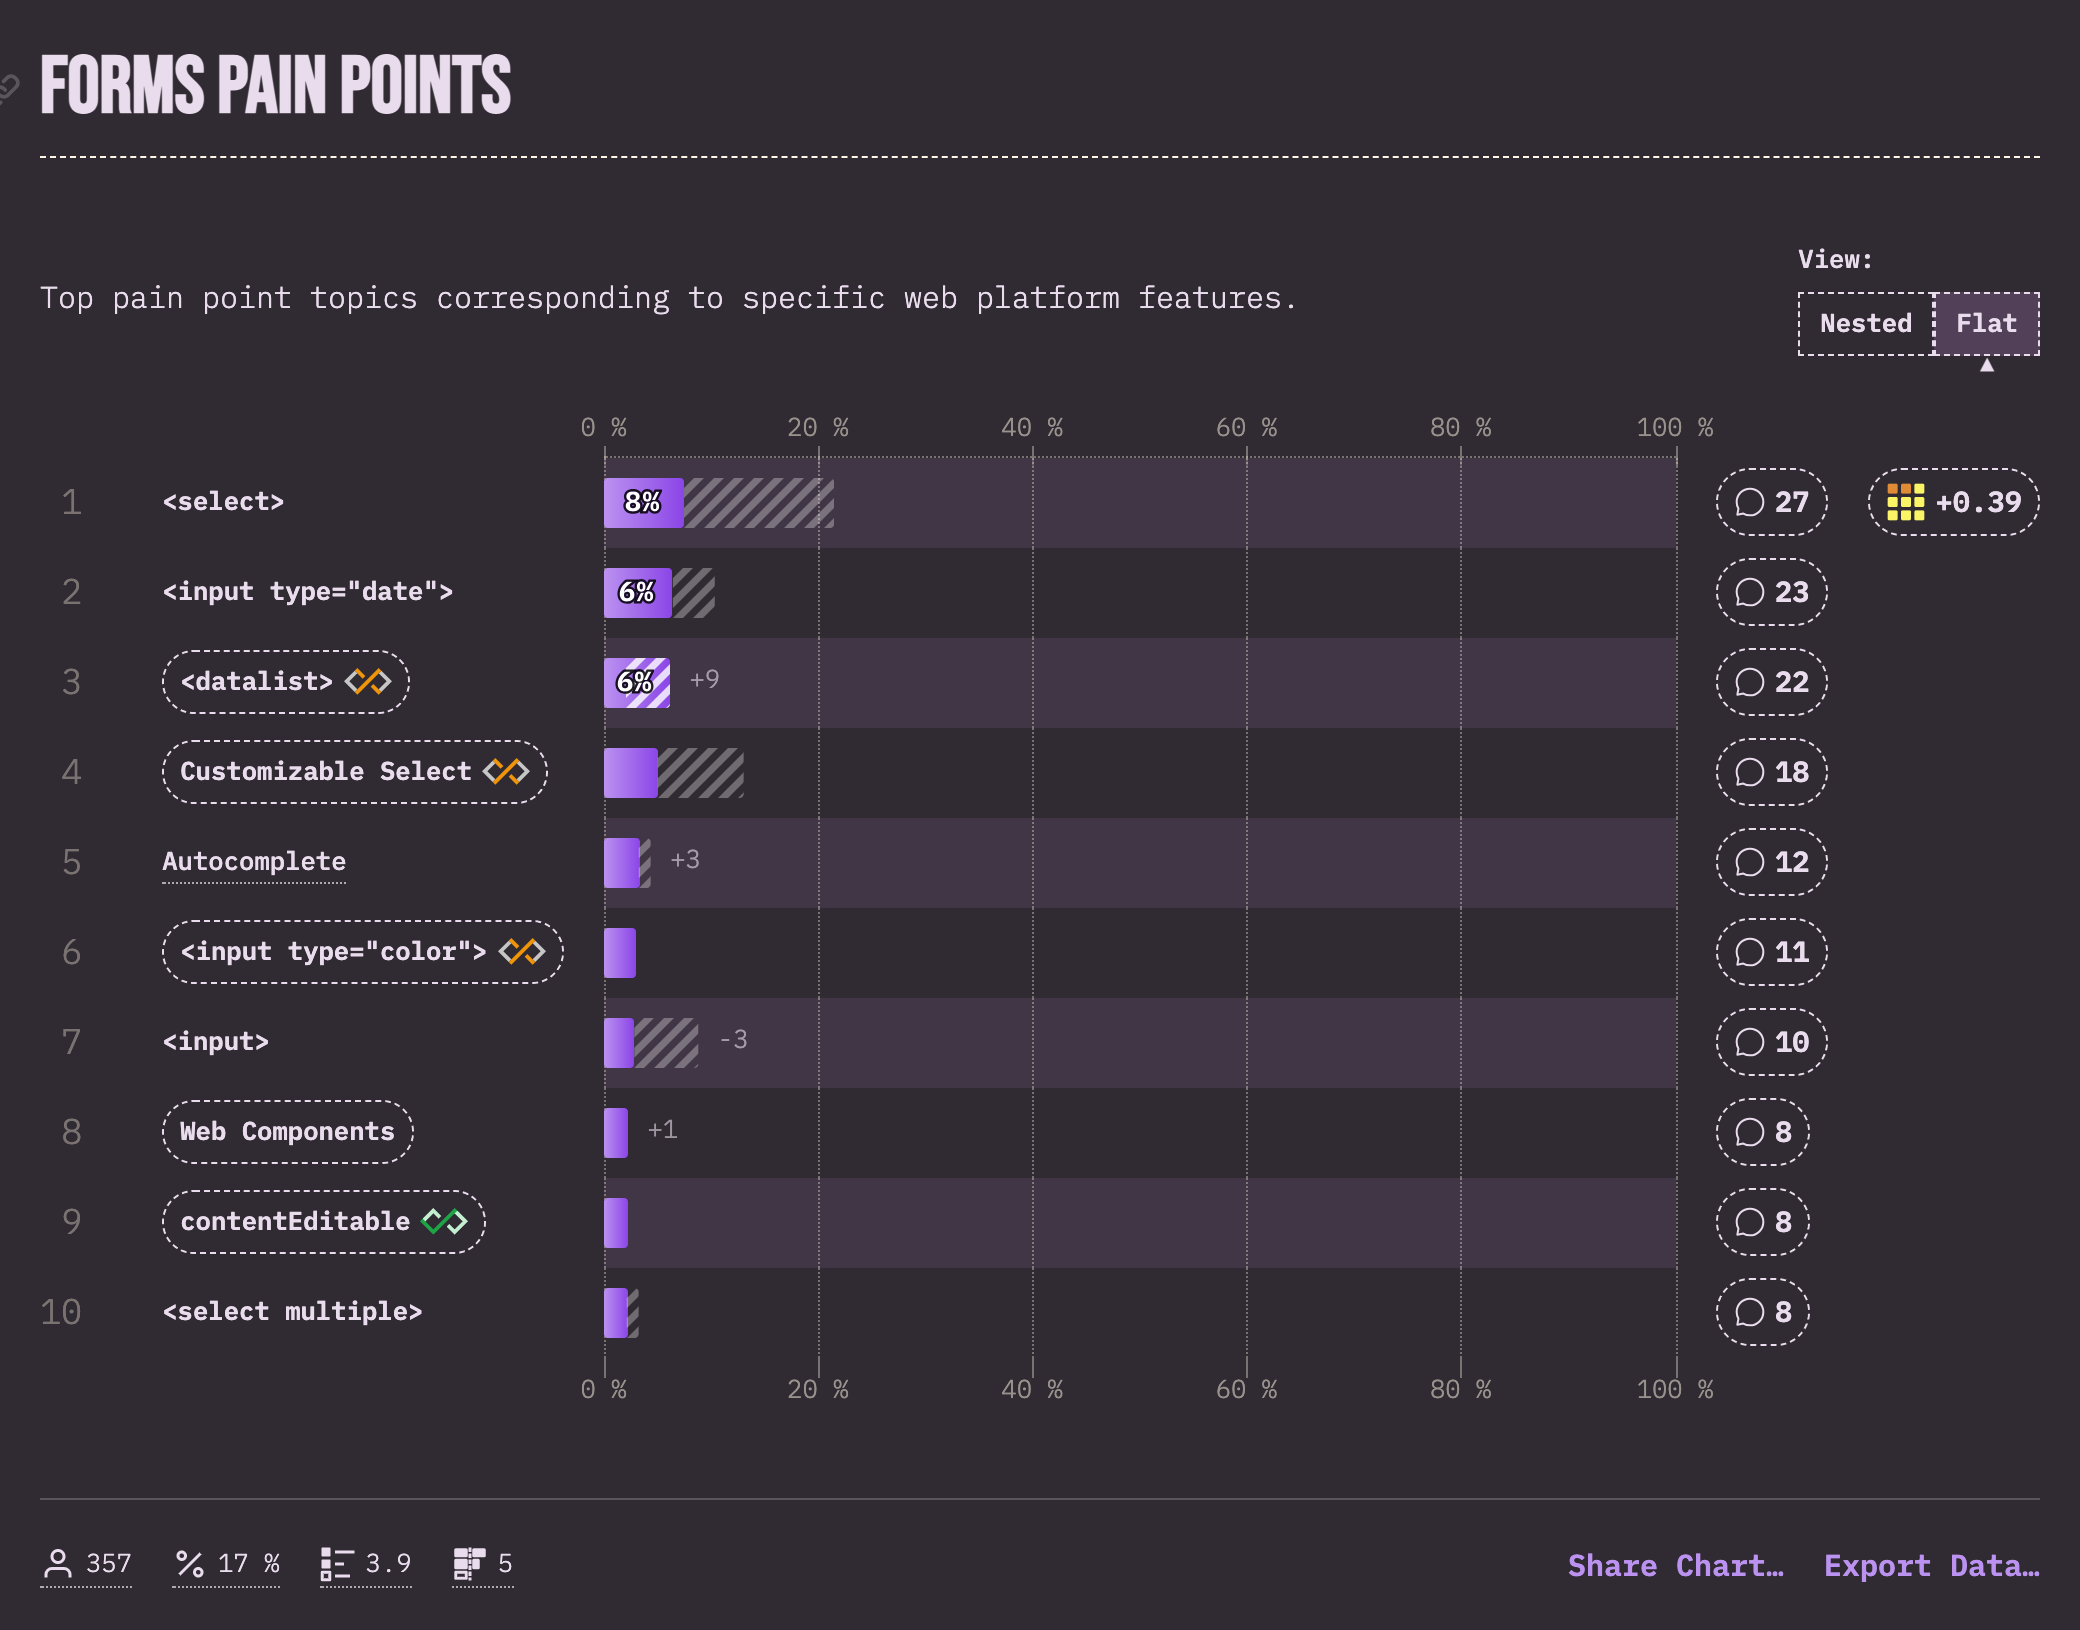 FORMS PAIN POINTS
Top pain point topics corresponding to specific web platform features.
View:
Nested Flat
0 % 20 % 40 % 60 % 80 % 100 %
1 <select> 8% 27 +0.39
2 <input type="date"> 6% 23
3 <datalist> 6% +9 22
4 Customizable Select 18
5 Autocomplete +3 12
6 <input type="color"> 11
7 <input> -3 10
8 Web Components +1 8
9 contentEditable 8
10 <select multiple> 8
0 % 20 % 40 % 60 % 80 % 100 %
357 17 % 3.9 5 Share Chart… Export Data…